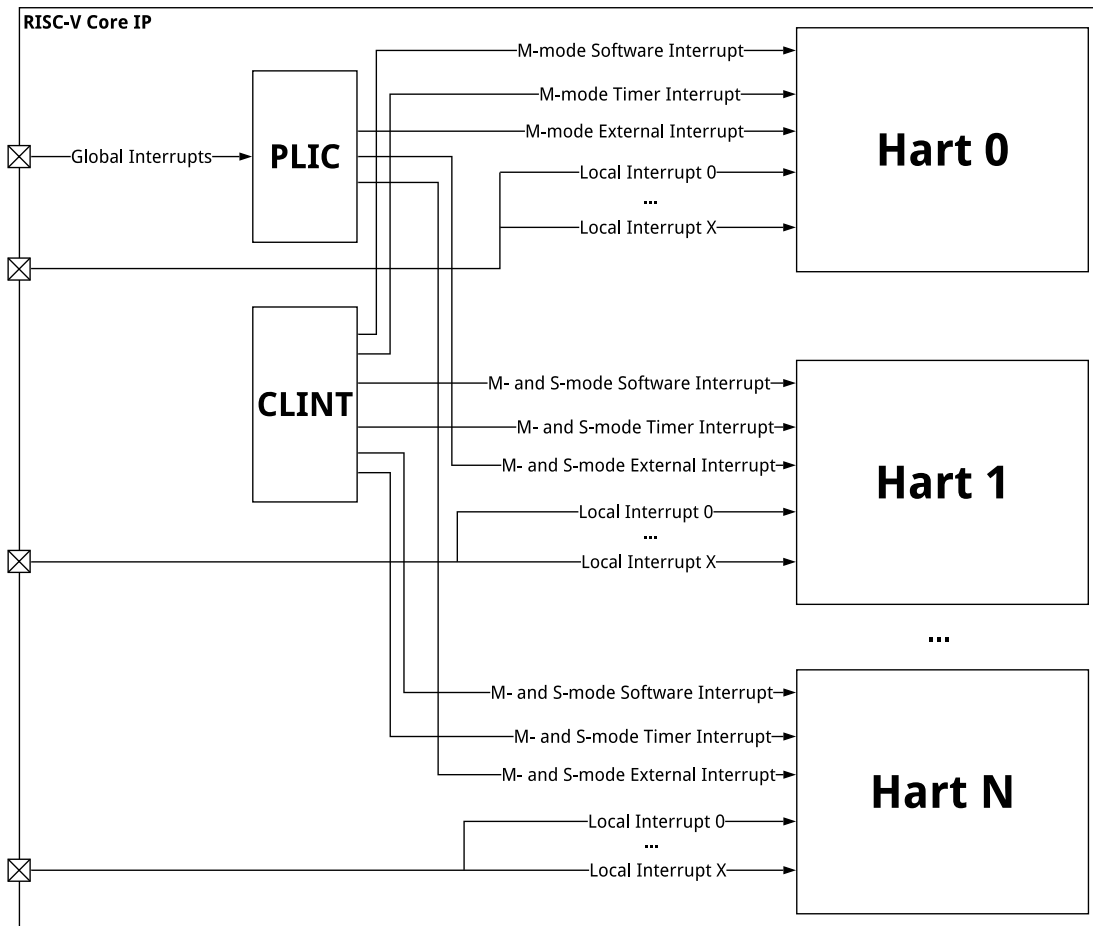 RISC-V Core IP
M-mode Software Interrupt
M-mode Timer Interrupt
M-mode External Interrupt
Global Interrupts
PLIC
Local Interrupt 0
...
Local Interrupt X
Hart 0
CLINT
M- and S-mode Software Interrupt
M- and S-mode Timer Interrupt
M- and S-mode External Interrupt
Local Interrupt 0
...
Local Interrupt X
Hart 1
...
M- and S-mode Software Interrupt
M- and S-mode Timer Interrupt
M- and S-mode External Interrupt
Local Interrupt 0
...
Local Interrupt X
Hart N